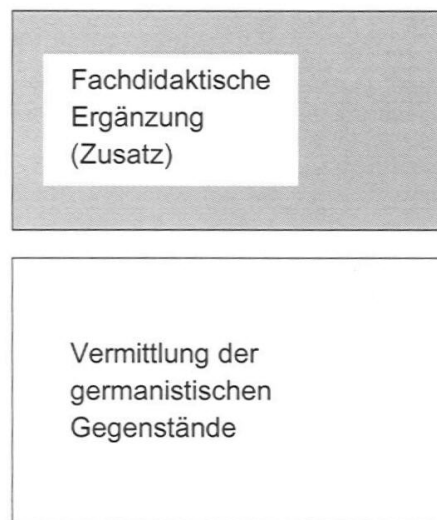 Fachdidaktische
Ergänzung
(Zusatz)
Vermittlung der
germanistischen
Gegenstände